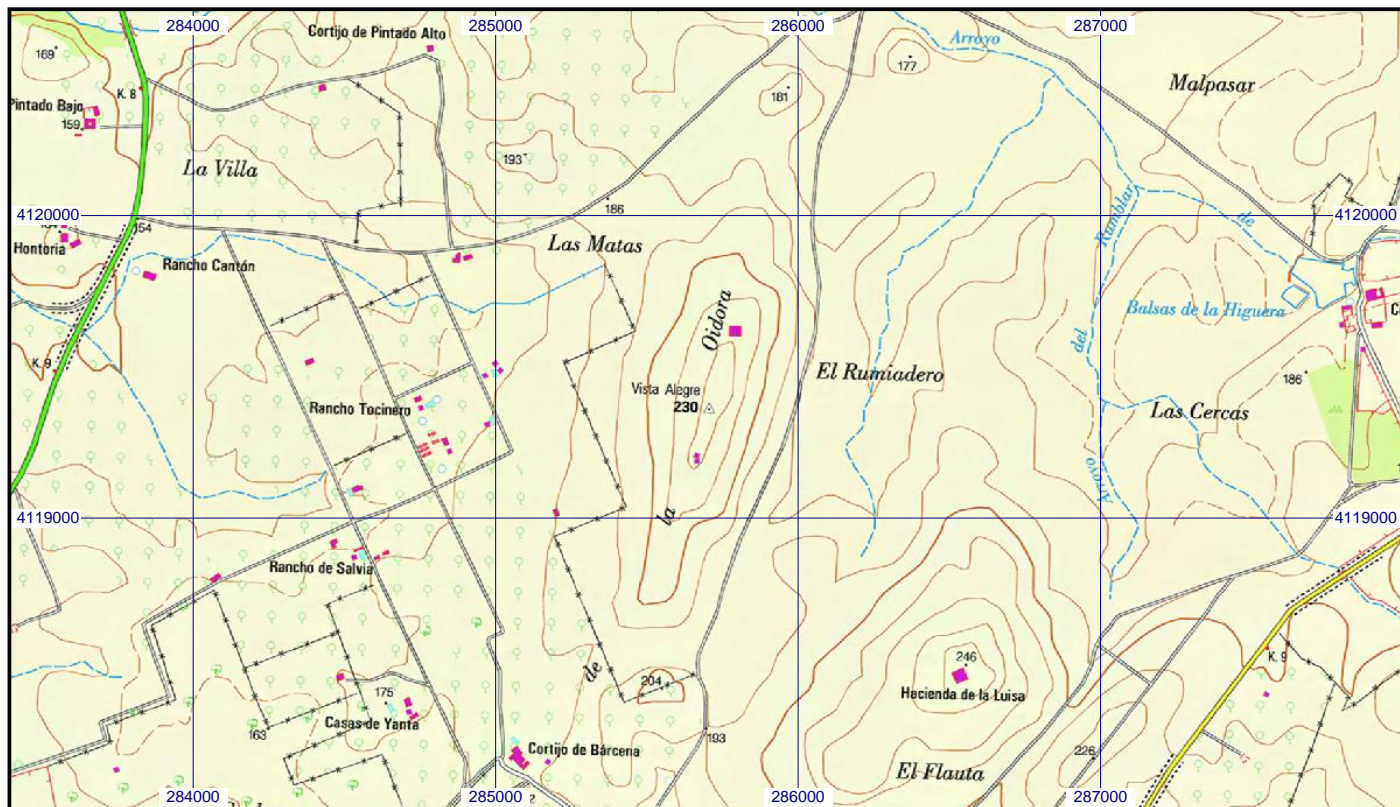 284000 285000 286000 287000
Cortijo de Pintado Alto
Arroyo
169
177
Malpasar
K. 8
181
Pintado Bajo
159
193
La Villa
Rumblar
186
4120000 4120000
154
de
Hontoria
Las Matas
Rancho Cantón
Oidora
Balsas de la Higuera
del
K. 9
El Rumiadero
186
Vista Alegre
230
Rancho Tocinero
Las Cercas
Arroyo
la
4119000 4119000
Rancho de Salvia
246
K. 9
de
204
175
Hacienda de la Luisa
Casas de Yanta
163
193
Cortijo de Bárcena
226
El Flauta
284000 285000 286000 287000